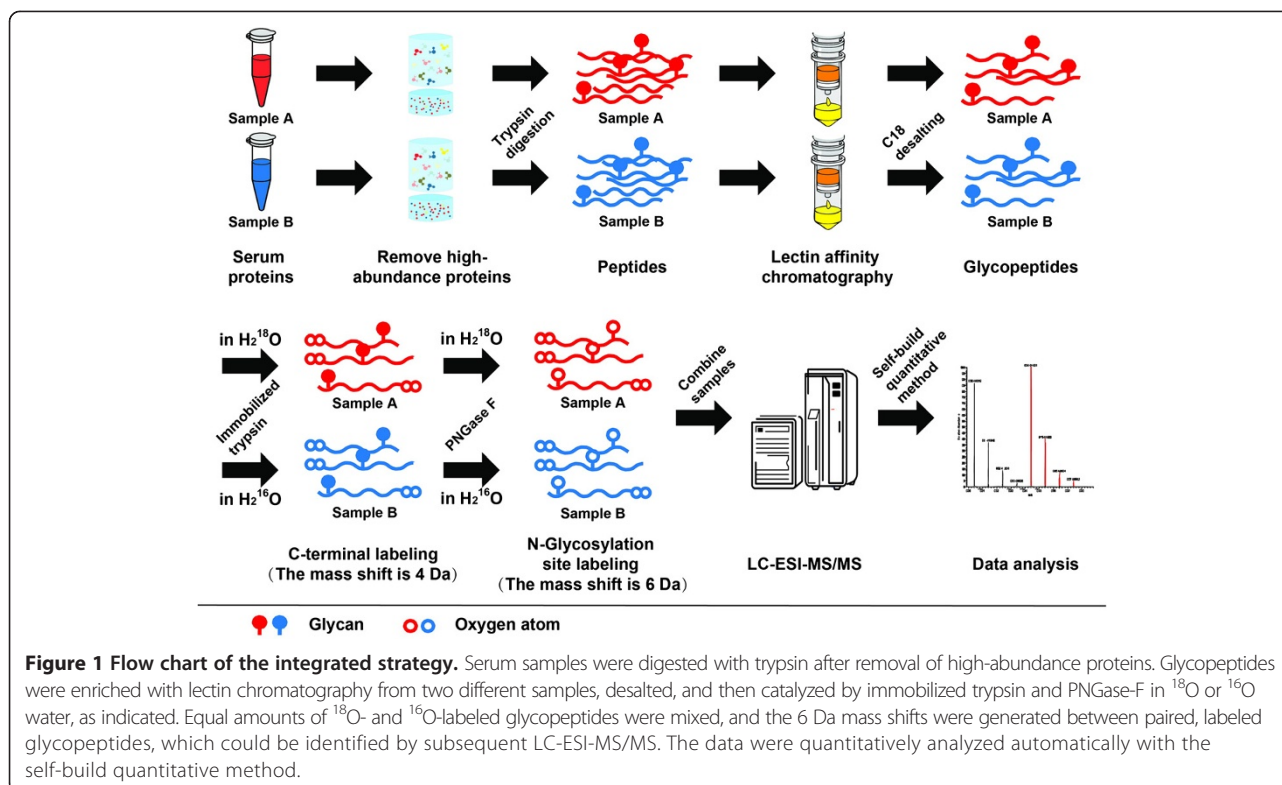 Sample A
Trypsin digestion
Sample A
C18 desalting
Sample A
Sample B
Sample B
Sample B
Serum proteins
Remove high-abundance proteins
Peptides
Lectin affinity chromatography
Glycopeptides
in H₂¹⁸O
Immobilized trypsin
in H₂¹⁶O
Sample A
Sample B
in H₂¹⁸O
PNGase F
in H₂¹⁶O
Sample A
Sample B
Combine samples
Self-build quantitative method
C-terminal labeling
(The mass shift is 4 Da)
N-Glycosylation
site labeling
(The mass shift is 6 Da)
LC-ESI-MS/MS
Data analysis
Glycan
Oxygen atom
Figure 1 Flow chart of the integrated strategy. Serum samples were digested with trypsin after removal of high-abundance proteins. Glycopeptides
were enriched with lectin chromatography from two different samples, desalted, and then catalyzed by immobilized trypsin and PNGase-F in ¹⁸O or ¹⁶O
water, as indicated. Equal amounts of ¹⁸O- and ¹⁶O-labeled glycopeptides were mixed, and the 6 Da mass shifts were generated between paired, labeled
glycopeptides, which could be identified by subsequent LC-ESI-MS/MS. The data were quantitatively analyzed automatically with the
self-build quantitative method.